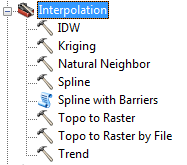 Interpolation
IDW
Kriging
Natural Neighbor
Spline
Spline with Barriers
Topo to Raster
Topo to Raster by File
Trend